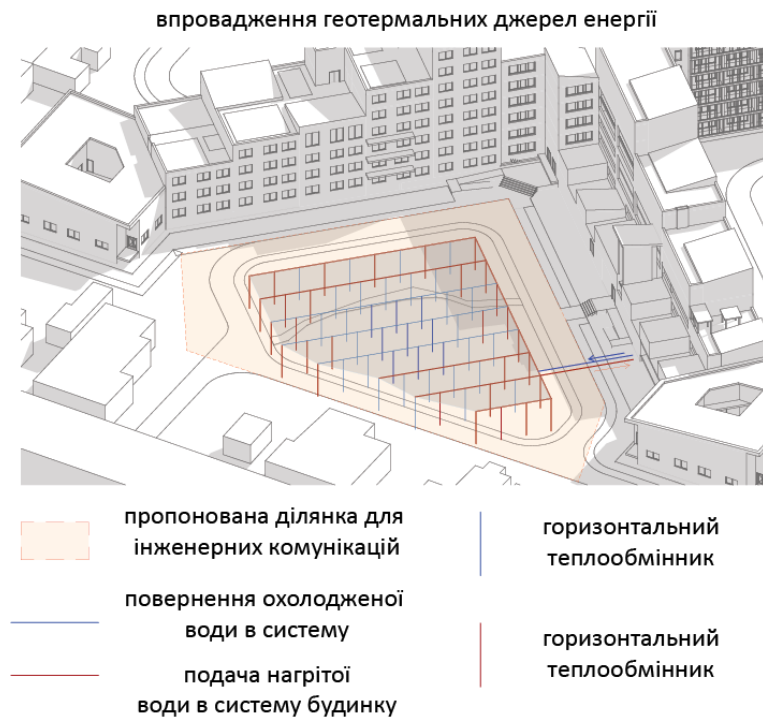 впровадження геотермальних джерел енергії
пропонована ділянка для
інженерних комунікацій
повернення охолодженої
води в систему
подача нагрітої
води в систему будинку
горизонтальний
теплообмінник
горизонтальний
теплообмінник